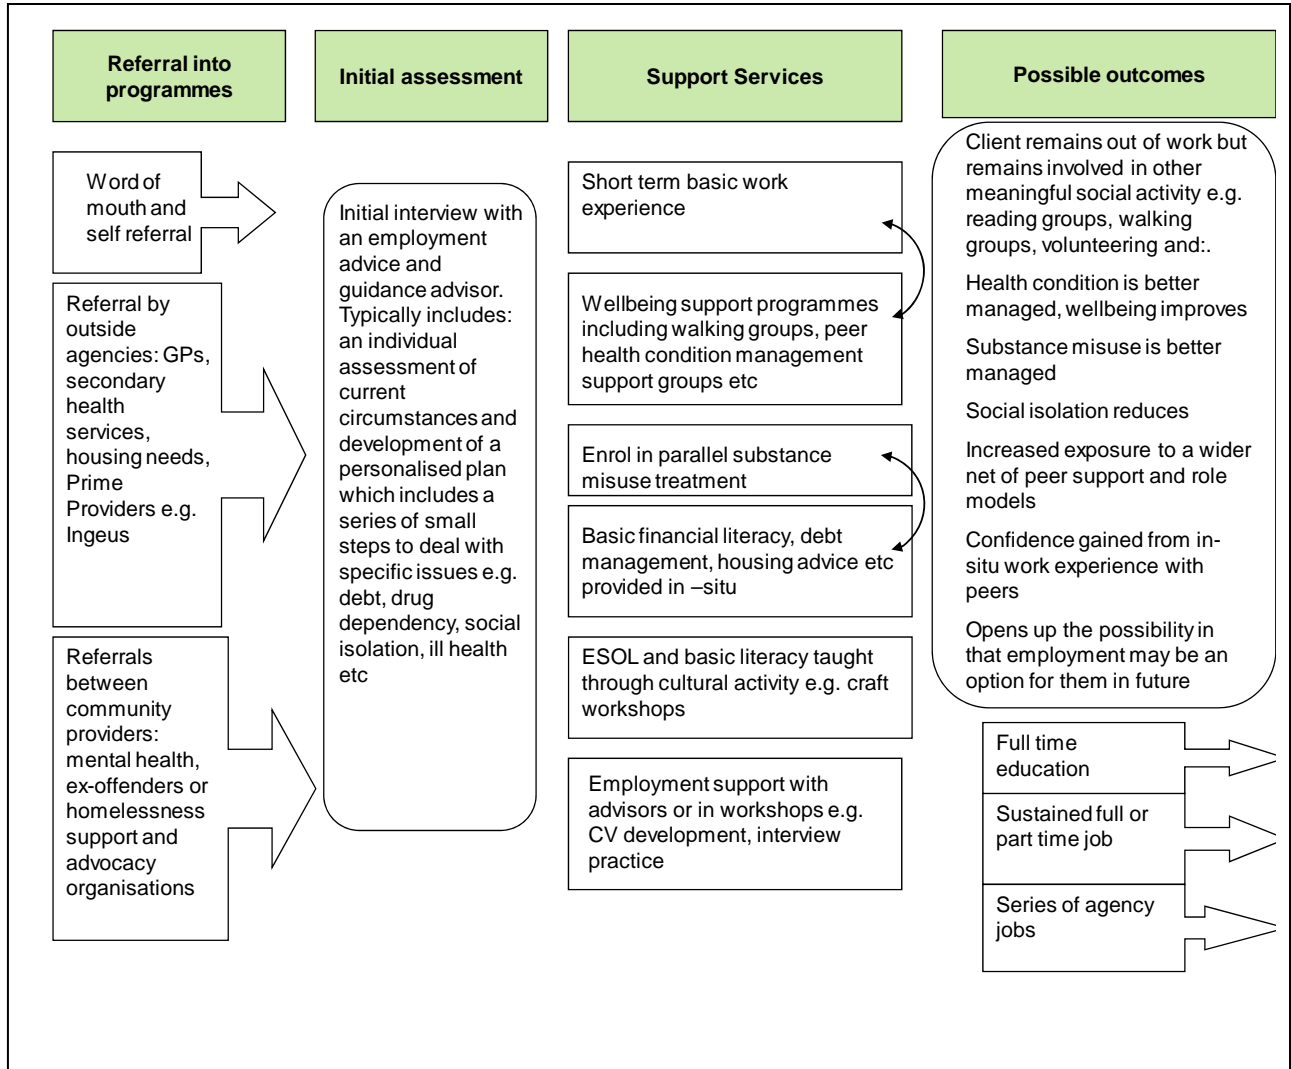 Referral into
programmes
Initial assessment
Support Services
Possible outcomes
Word of
mouth and
self referral
Referral by
outside
agencies: GPs,
secondary
health
services,
housing needs,
Prime
Providers e.g.
Ingeus
Referrals
between
community
providers:
mental health,
ex-offenders or
homelessness
support and
advocacy
organisations
Initial interview with
an employment
advice and
guidance advisor.
Typically includes:
an individual
assessment of
current
circumstances and
development of a
personalised plan
which includes a
series of small
steps to deal with
specific issues e.g.
debt, drug
dependency, social
isolation, ill health
etc
Short term basic work
experience
Wellbeing support programmes
including walking groups, peer
health condition management
support groups etc
Enrol in parallel substance
misuse treatment
Basic financial literacy, debt
management, housing advice etc
provided in –situ
ESOL and basic literacy taught
through cultural activity e.g. craft
workshops
Employment support with
advisors or in workshops e.g.
CV development, interview
practice
Client remains out of work but
remains involved in other
meaningful social activity e.g.
reading groups, walking
groups, volunteering and:.
Health condition is better
managed, wellbeing improves
Substance misuse is better
managed
Social isolation reduces
Increased exposure to a wider
net of peer support and role
models
Confidence gained from in-
situ work experience with
peers
Opens up the possibility in
that employment may be an
option for them in future
Full time
education
Sustained full or
part time job
Series of agency
jobs